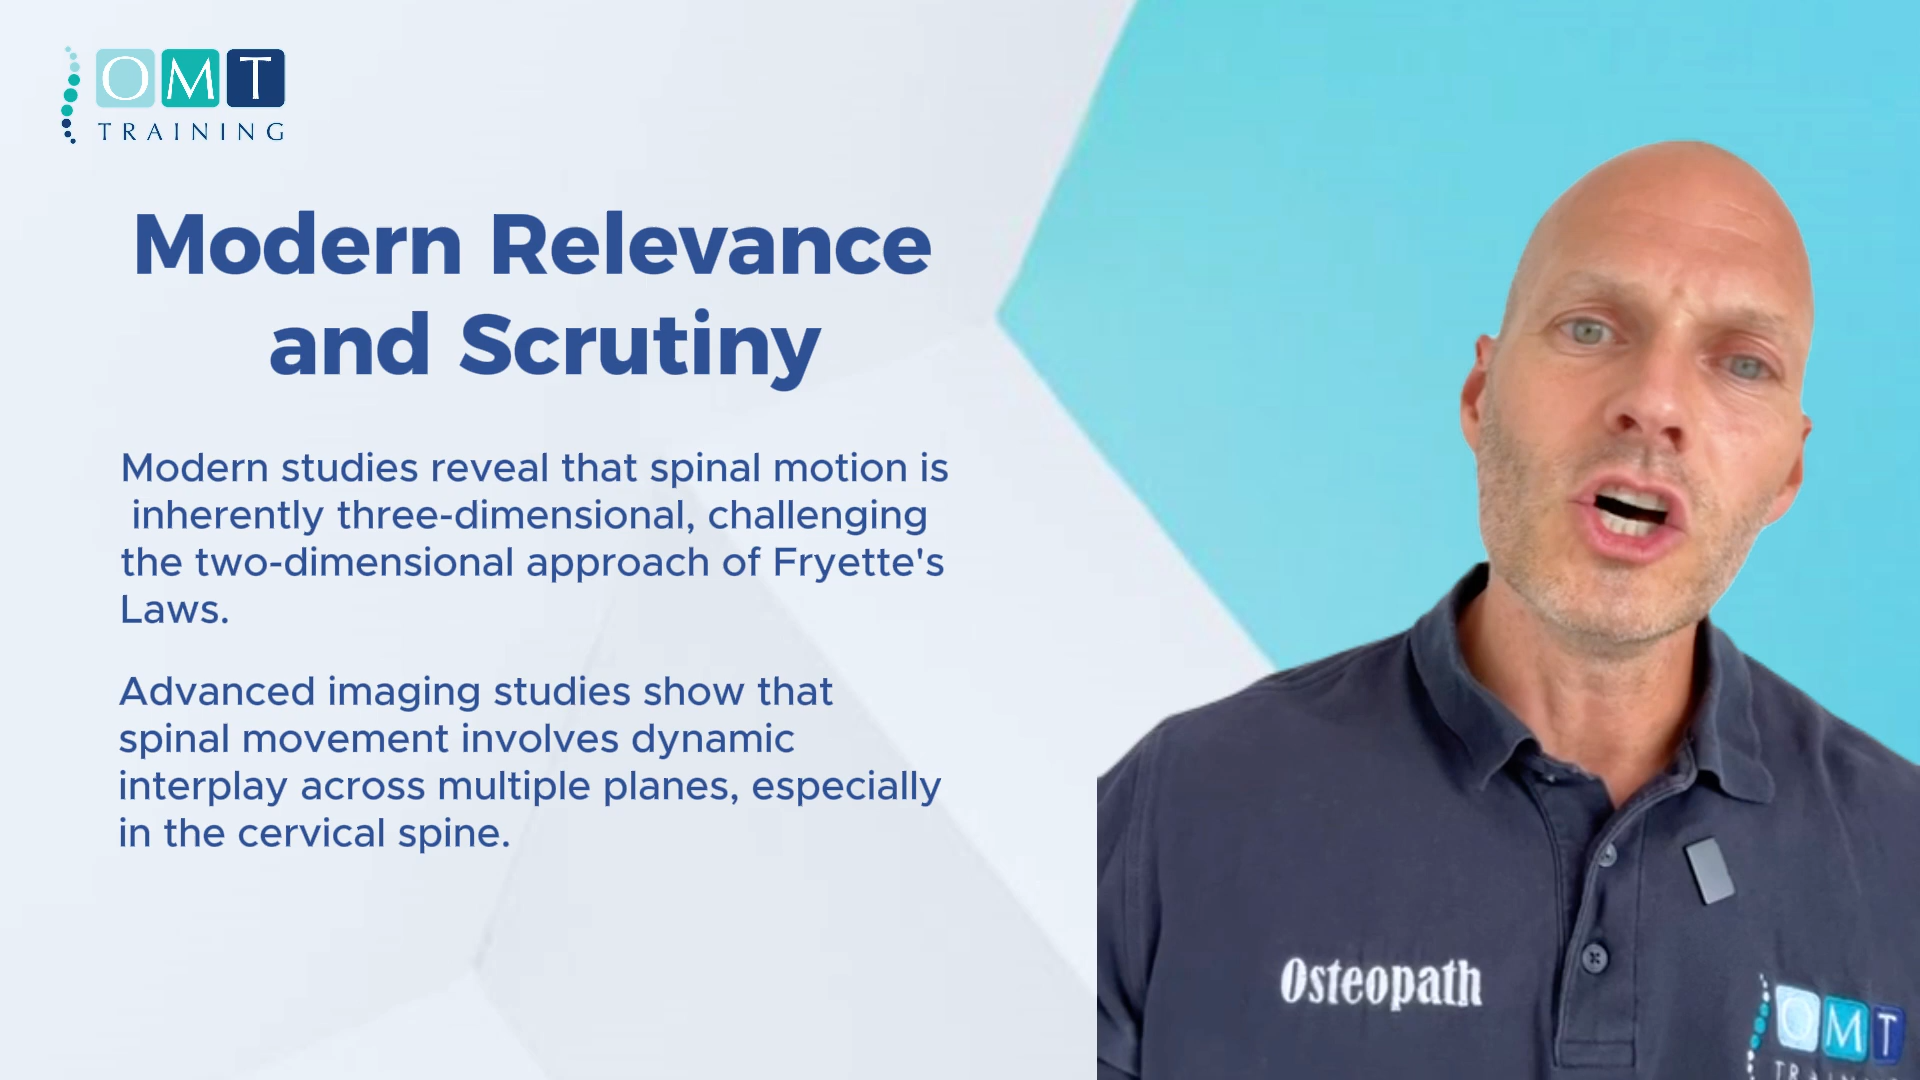 OMT
TRAINING
Modern Relevance
and Scrutiny
Modern studies reveal that spinal motion is
inherently three-dimensional, challenging
the two-dimensional approach of Fryette's
Laws.
Advanced imaging studies show that
spinal movement involves dynamic
interplay across multiple planes, especially
in the cervical spine.
Osteopath
OMT